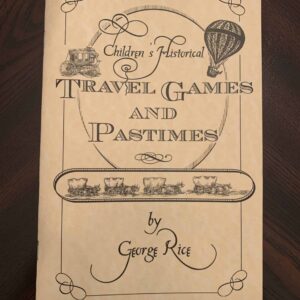 Children's Historical
Travel Games
and
Pastimes
by
George Rice